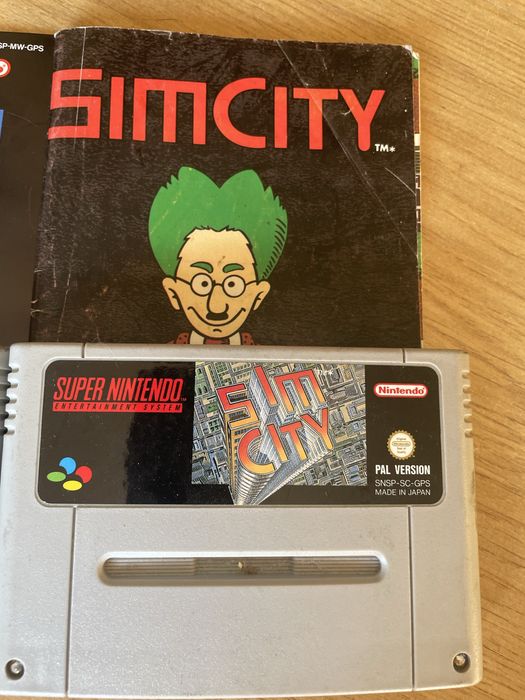 SP-MW-GPS
SIMCITY
TM*
SUPER NINTENDO
ENTERTAINMENT SYSTEM
SIM
CITY
Nintendo
PAL VERSION
SNSP-SC-GPS
MADE IN JAPAN